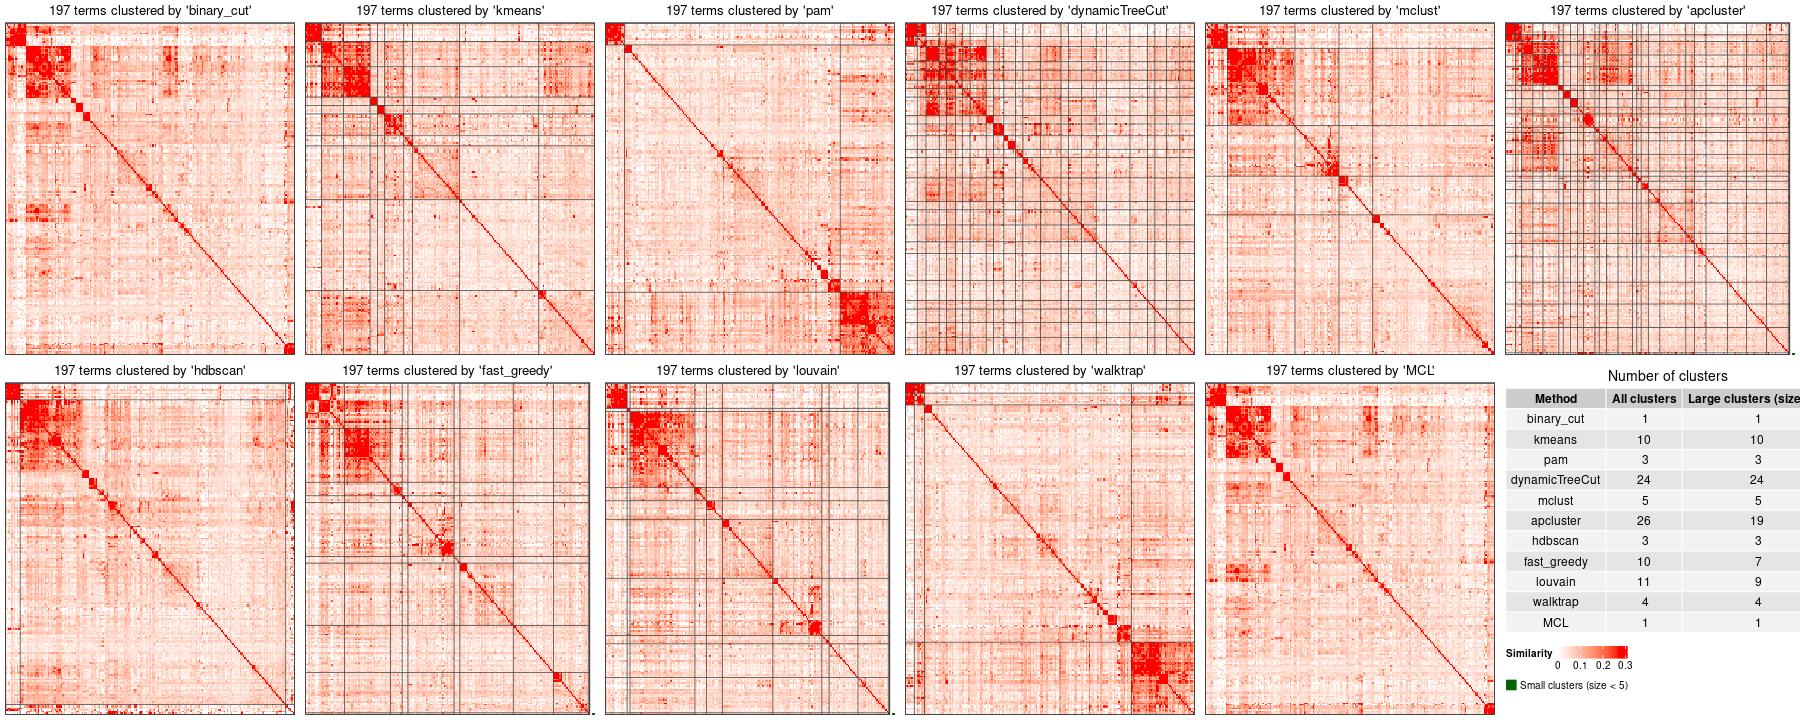 197 terms clustered by 'binary_cut'
197 terms clustered by 'kmeans'
197 terms clustered by 'pam'
197 terms clustered by 'dynamicTreeCut'
197 terms clustered by 'mclust'
197 terms clustered by 'apcluster'
197 terms clustered by 'hdbscan'
197 terms clustered by 'fast_greedy'
197 terms clustered by 'louvain'
197 terms clustered by 'walktrap'
197 terms clustered by 'MCL'
Number of clusters
Method All clusters Large clusters (size
binary_cut 1 1
kmeans 10 10
pam 3 3
dynamicTreeCut 24 24
mclust 5 5
apcluster 26 19
hdbscan 3 3
fast_greedy 10 7
louvain 11 9
walktrap 4 4
MCL 1 1
Similarity
0 0.1 0.2 0.3
Small clusters (size < 5)